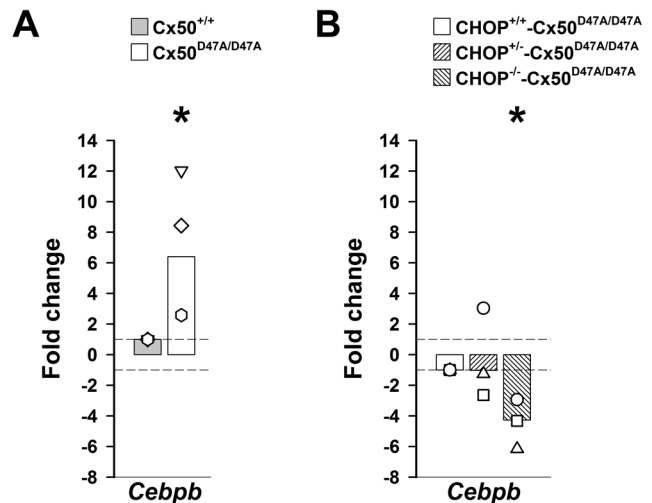 A
Cx50+/+
Cx50D47A/D47A
*
Fold change
14
12
10
8
6
4
2
0
-2
-4
-6
-8
Cebpb
B
CHOP+/+-Cx50D47A/D47A
CHOP+/--Cx50D47A/D47A
CHOP-/--Cx50D47A/D47A
*
Fold change
14
12
10
8
6
4
2
0
-2
-4
-6
-8
Cebpb